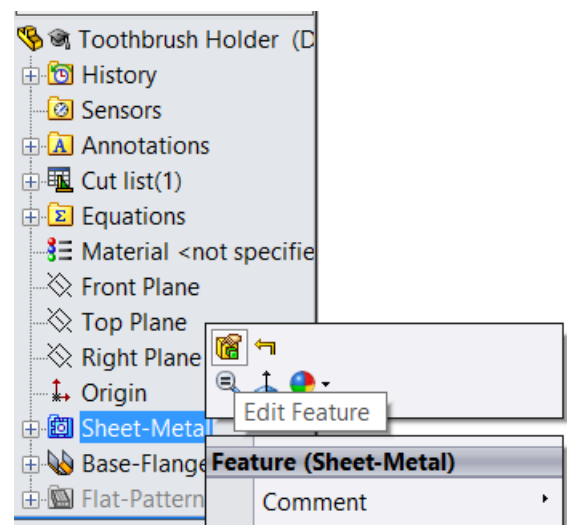 Toothbrush Holder (D
History
Sensors
Annotations
Cut list(1)
Equations
Material <not specifie
Front Plane
Top Plane
Right Plane
Origin
Edit Feature
Sheet-Metal
Base-Flange
Feature (Sheet-Metal)
Flat-Pattern
Comment